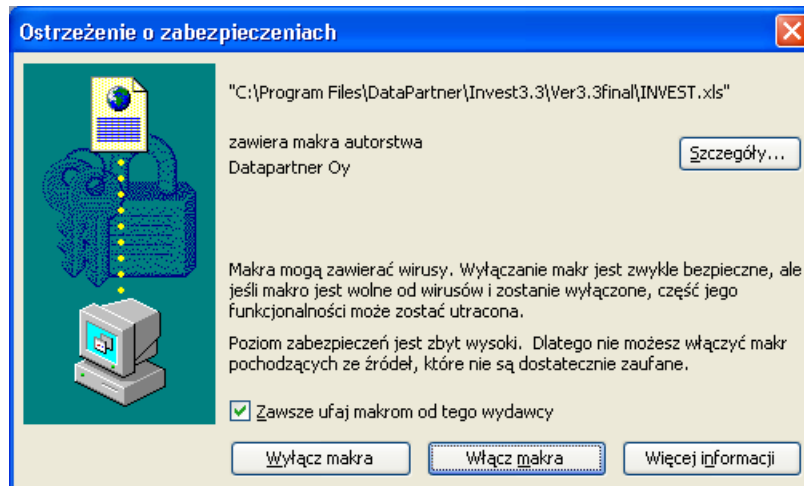 Ostrzeżenie o zabezpieczeniach
"C:\Program Files\DataPartner\Invest3.3\Ver3.3final\INVEST.xls"
zawiera makra autorstwa
Datapartner Oy
Szczegóły...
Makra mogą zawierać wirusy. Wyłączanie makr jest zwykle bezpieczne, ale
jeśli makro jest wolne od wirusów i zostanie wyłączone, część jego
funkcjonalności może zostać utracona.
Poziom zabezpieczeń jest zbyt wysoki.  Dlatego nie możesz włączyć makr
pochodzących ze źródeł, które nie są dostatecznie zaufane.
Zawsze ufaj makrom od tego wydawcy
Wyłącz makra
Włącz makra
Więcej informacji